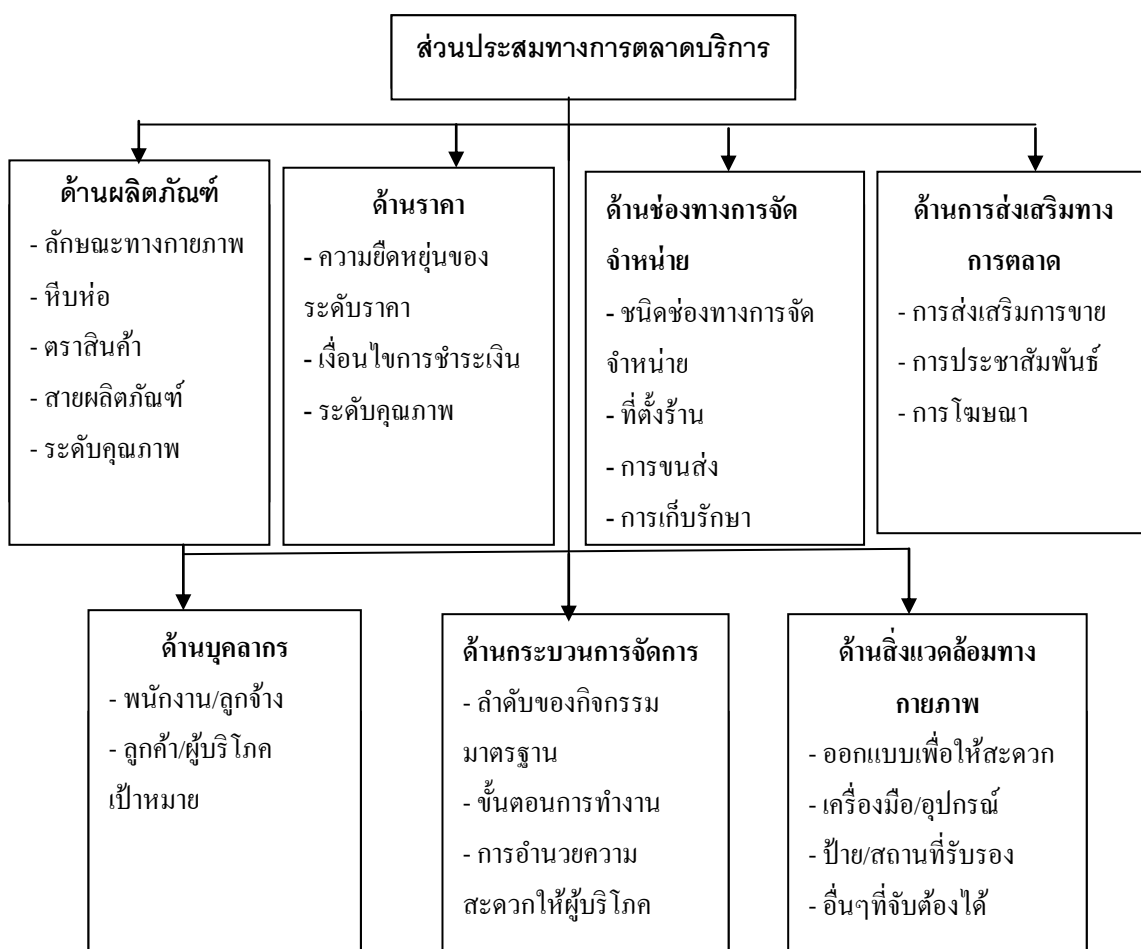 ส่วนประสมทางการตลาดบริการ
ด้านผลิตภัณฑ์
- ลักษณะทางกายภาพ
- หีบห่อ
- ตราสินค้า
- สายผลิตภัณฑ์
- ระดับคุณภาพ
ด้านราคา
- ความยืดหยุ่นของ
ระดับราคา
- เงื่อนไขการชำระเงิน
- ระดับคุณภาพ
ด้านช่องทางการจัด
จำหน่าย
- ชนิดช่องทางการจัด
จำหน่าย
- ที่ตั้งร้าน
- การขนส่ง
- การเก็บรักษา
ด้านการส่งเสริมทาง
การตลาด
- การส่งเสริมการขาย
- การประชาสัมพันธ์
- การโฆษณา
ด้านบุคลากร
- พนักงาน/ลูกจ้าง
- ลูกค้า/ผู้บริโภค
เป้าหมาย
ด้านกระบวนการจัดการ
- ลำดับของกิจกรรม
มาตรฐาน
- ขั้นตอนการทำงาน
- การอำนวยความ
สะดวกให้ผู้บริโภค
ด้านสิ่งแวดล้อมทาง
กายภาพ
- ออกแบบเพื่อให้สะดวก
- เครื่องมือ/อุปกรณ์
- ป้าย/สถานที่รับรอง
- อื่นๆที่จับต้องได้